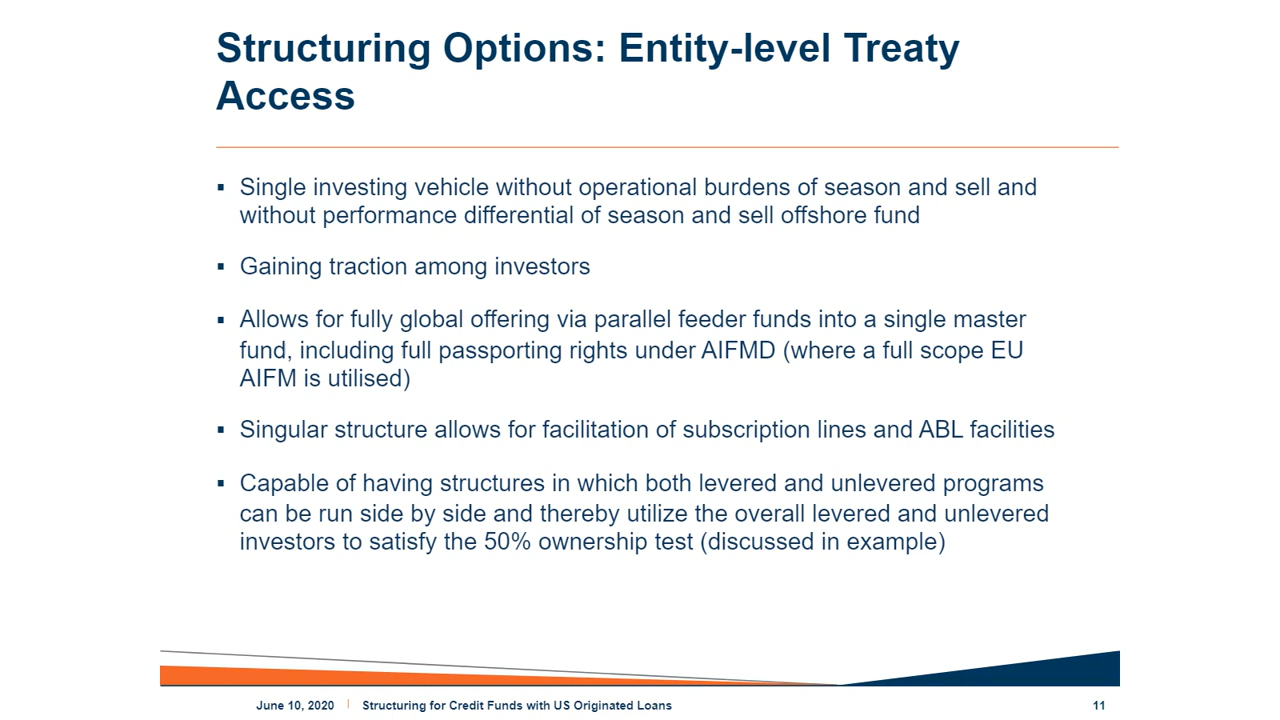 Structuring Options: Entity-level Treaty
Access
▪ Single investing vehicle without operational burdens of season and sell and
without performance differential of season and sell offshore fund
▪ Gaining traction among investors
▪ Allows for fully global offering via parallel feeder funds into a single master
fund, including full passporting rights under AIFMD (where a full scope EU
AIFM is utilised)
▪ Singular structure allows for facilitation of subscription lines and ABL facilities
▪ Capable of having structures in which both levered and unlevered programs
can be run side by side and thereby utilize the overall levered and unlevered
investors to satisfy the 50% ownership test (discussed in example)
June 10, 2020 | Structuring for Credit Funds with US Originated Loans 11